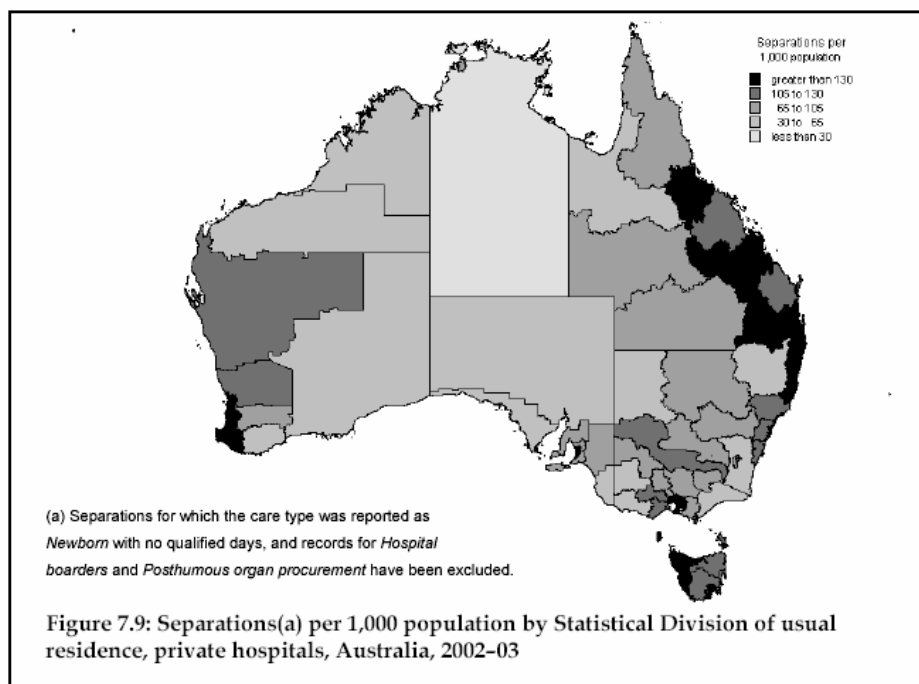 Separations per
1,000 population
greater than 130
105 to 130
65 to 105
30 to 65
less than 30
(a) Separations for which the care type was reported as
Newborn with no qualified days, and records for Hospital
boarders and Posthumous organ procurement have been excluded.
Figure 7.9: Separations(a) per 1,000 population by Statistical Division of usual
residence, private hospitals, Australia, 2002–03